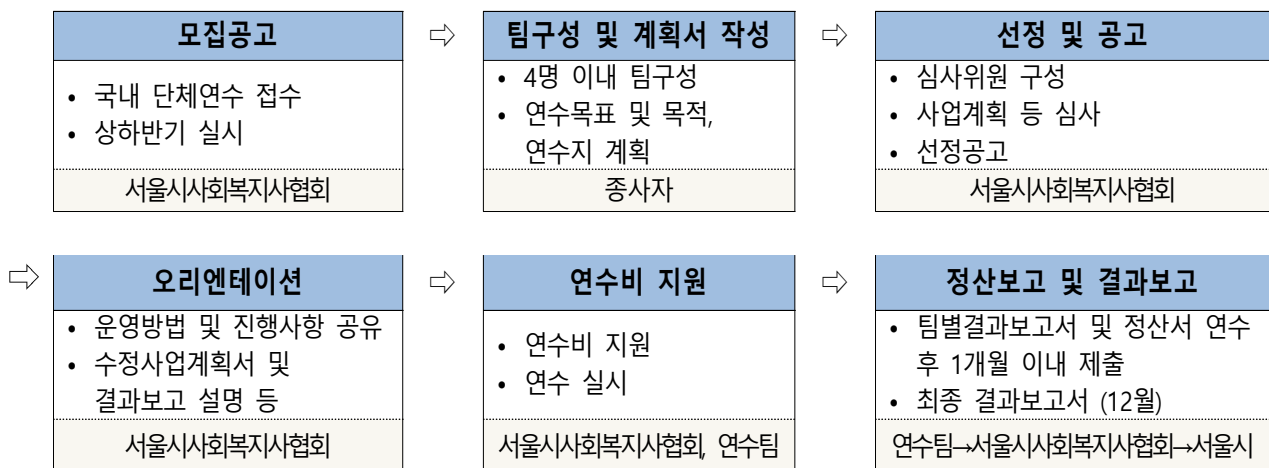 모집공고
• 국내 단체연수 접수
• 상하반기 실시
서울시사회복지사협회
⇨
팀구성 및 계획서 작성
• 4명 이내 팀구성
• 연수목표 및 목적,
연수지 계획
종사자
⇨
선정 및 공고
• 심사위원 구성
• 사업계획 등 심사
• 선정공고
서울시사회복지사협회
⇨
오리엔테이션
• 운영방법 및 진행사항 공유
• 수정사업계획서 및
결과보고 설명 등
서울시사회복지사협회
⇨
연수비 지원
• 연수비 지원
• 연수 실시
서울시사회복지사협회, 연수팀
⇨
정산보고 및 결과보고
• 팀별결과보고서 및 정산서 연수
후 1개월 이내 제출
• 최종 결과보고서 (12월)
연수팀→서울시사회복지사협회→서울시